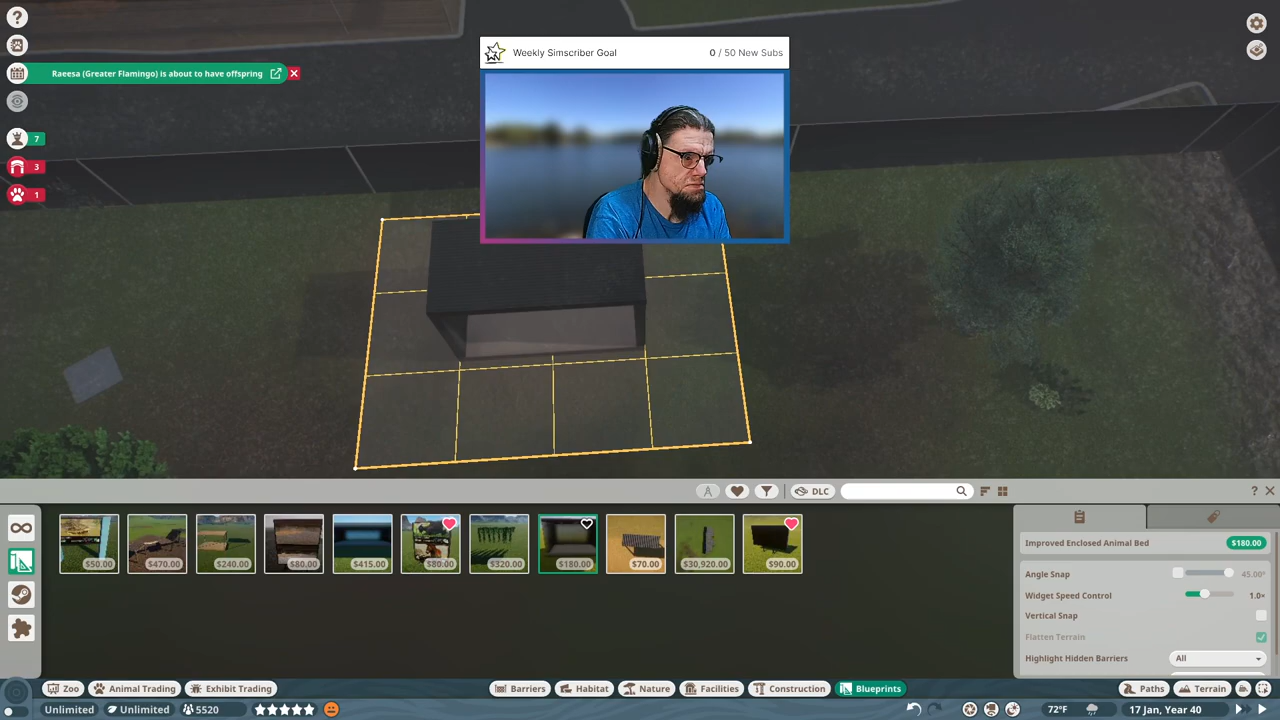 Weekly Simscriber Goal 0 / 50 New Subs
?
Raeesa (Greater Flamingo) is about to have offspring
7
3
1
DLC
?
$50.00 $470.00 $240.00 $80.00 $415.00 $80.00 $320.00 $180.00 $70.00 $30,920.00 $90.00
Improved Enclosed Animal Bed $180.00
Angle Snap 45.00°
Widget Speed Control 1.0×
Vertical Snap
Flatten Terrain
Highlight Hidden Barriers All
Zoo Animal Trading Exhibit Trading Barriers Habitat Nature Facilities Construction Blueprints Paths Terrain
Unlimited Unlimited 5520 72°F 17 Jan, Year 40